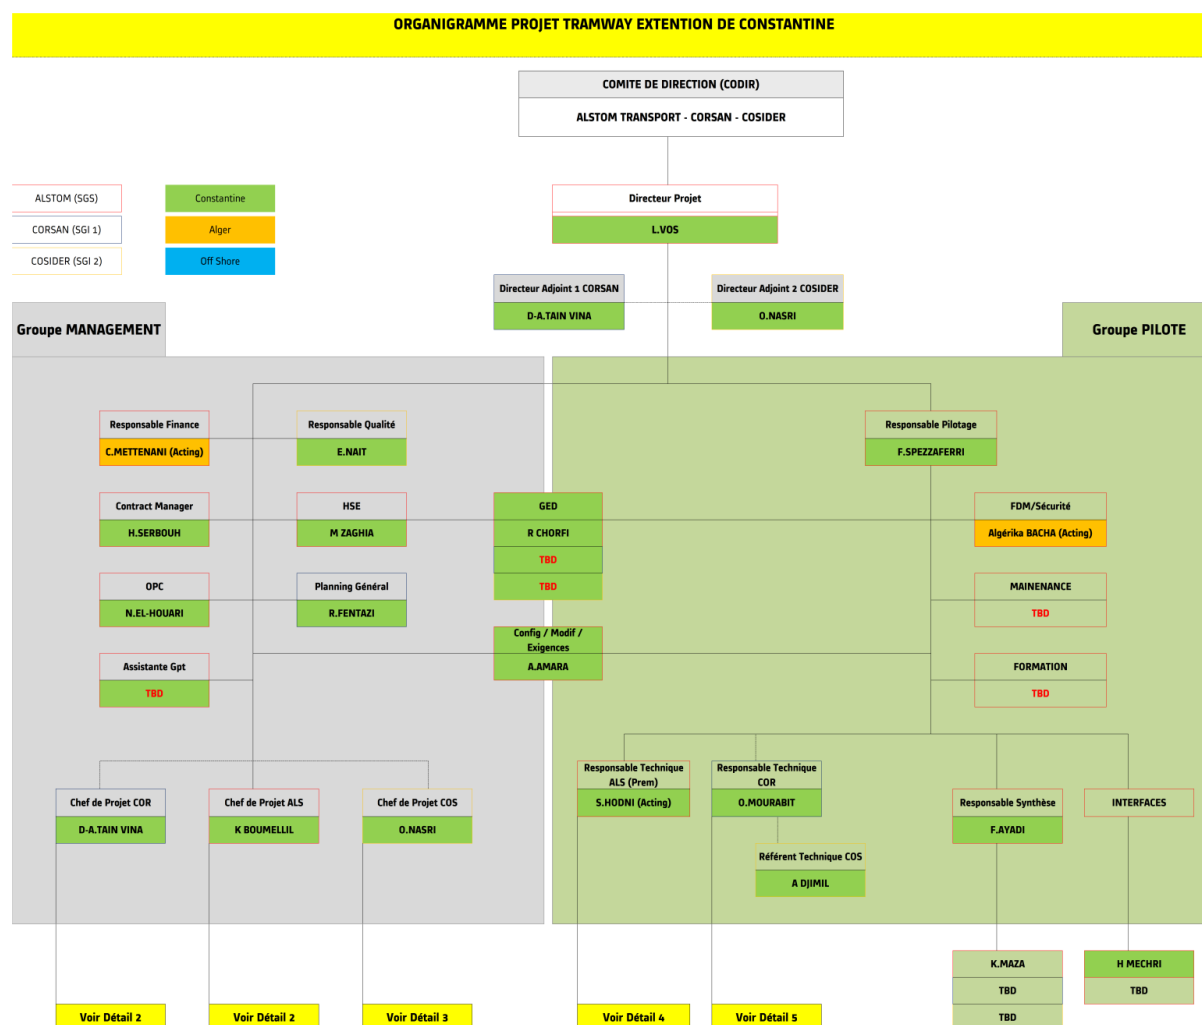 ORGANIGRAMME PROJET TRAMWAY EXTENTION DE CONSTANTINE
COMITE DE DIRECTION (CODIR)
ALSTOM TRANSPORT - CORSAN - COSIDER
ALSTOM (SGS)
Constantine
CORSAN (SGI 1)
Alger
COSIDER (SGI 2)
Off Shore
Directeur Projet
L.VOS
Directeur Adjoint 1 CORSAN
D-A.TAIN VINA
Directeur Adjoint 2 COSIDER
O.NASRI
Groupe MANAGEMENT
Groupe PILOTE
Responsable Finance
C.METTENANI (Acting)
Responsable Qualité
E.NAIT
Responsable Pilotage
F.SPEZZAFERRI
Contract Manager
H.SERBOUH
HSE
M ZAGHIA
GED
R CHORFI
TBD
TBD
FDM/Sécurité
Algérika BACHA (Acting)
OPC
N.EL-HOUARI
Planning Général
R.FENTAZI
MAINENANCE
TBD
Config / Modif /
Exigences
A.AMARA
Assistante Gpt
TBD
FORMATION
TBD
Chef de Projet COR
D-A.TAIN VINA
Chef de Projet ALS
K BOUMELLIL
Chef de Projet COS
O.NASRI
Responsable Technique
ALS (Prem)
S.HODNI (Acting)
Responsable Technique
COR
O.MOURABIT
Référent Technique COS
A DJIMIL
Responsable Synthèse
F.AYADI
INTERFACES
K.MAZA
TBD
TBD
H MECHRI
TBD
Voir Détail 2
Voir Détail 2
Voir Détail 3
Voir Détail 4
Voir Détail 5